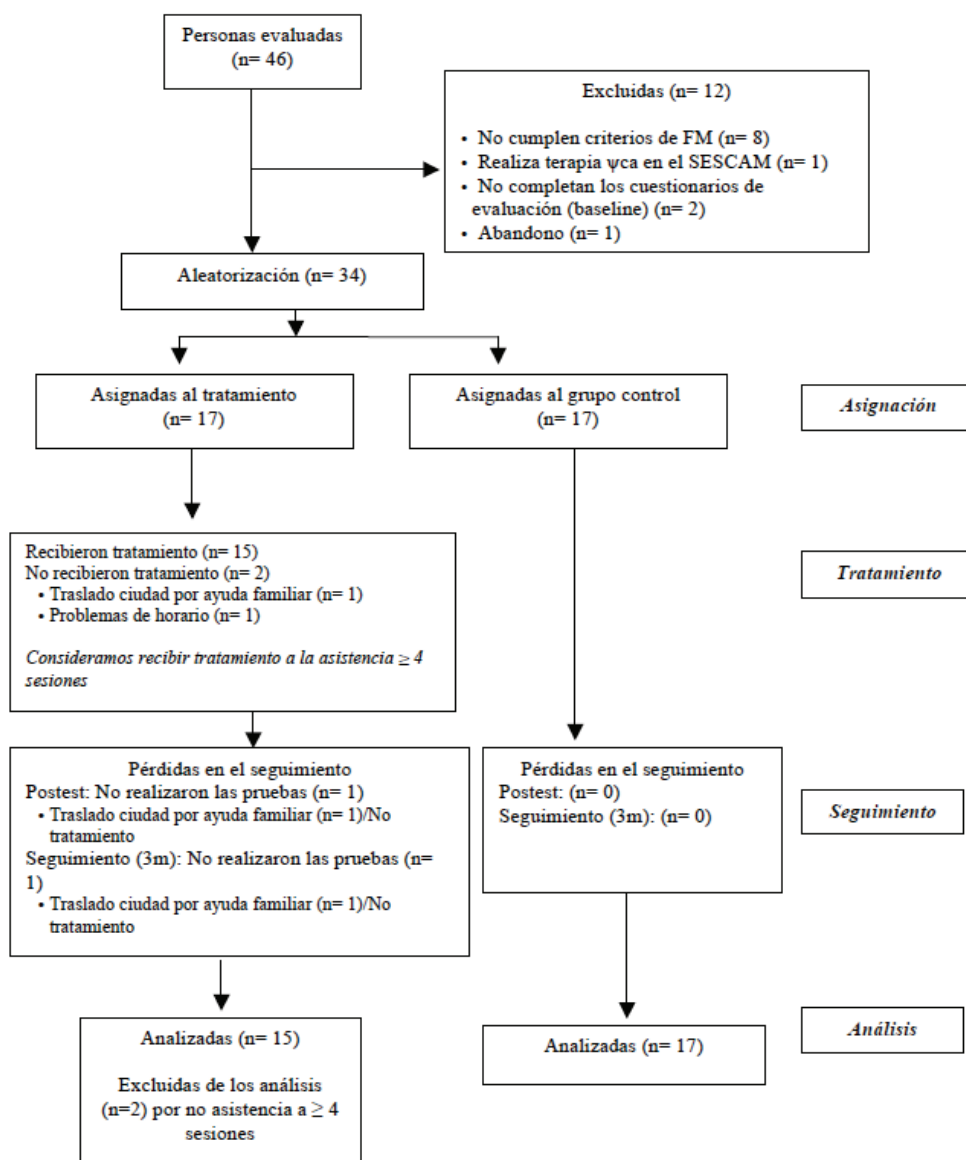 Personas evaluadas
(n= 46)
Excluidas (n= 12)
• No cumplen criterios de FM (n= 8)
• Realiza terapia ψca en el SESCAM (n= 1)
• No completan los cuestionarios de
evaluación (baseline) (n= 2)
• Abandono (n= 1)
Aleatorización (n= 34)
Asignadas al tratamiento
(n= 17)
Asignadas al grupo control
(n= 17)
Asignación
Recibieron tratamiento (n= 15)
No recibieron tratamiento (n= 2)
• Traslado ciudad por ayuda familiar (n= 1)
• Problemas de horario (n= 1)
Consideramos recibir tratamiento a la asistencia ≥ 4
sesiones
Tratamiento
Pérdidas en el seguimiento
Postest: No realizaron las pruebas (n= 1)
• Traslado ciudad por ayuda familiar (n= 1)/No
tratamiento
Seguimiento (3m): No realizaron las pruebas (n=
1)
• Traslado ciudad por ayuda familiar (n= 1)/No
tratamiento
Pérdidas en el seguimiento
Postest: (n= 0)
Seguimiento (3m): (n= 0)
Seguimiento
Analizadas (n= 15)
Excluidas de los análisis
(n=2) por no asistencia a ≥ 4
sesiones
Analizadas (n= 17)
Análisis